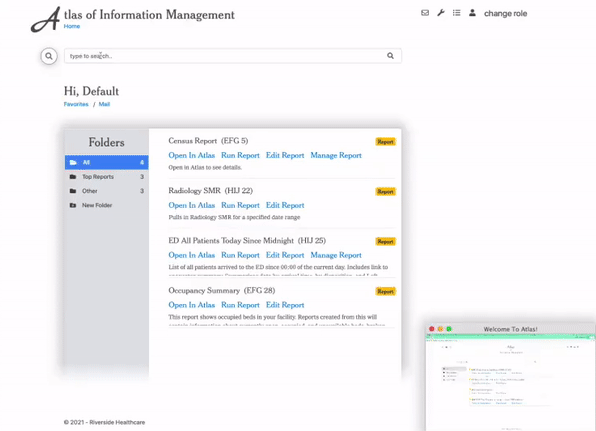 Atlas of Information Management
Home
change role
type to search..
Hi, Default
Favorites / Mail
Folders
All 4
Top Reports 3
Other 3
New Folder
Census Report (EFG 5) Report
Open In Atlas Run Report Edit Report Manage Report
Open in Atlas to see details.
Radiology SMR (HIJ 22) Report
Open In Atlas Run Report Edit Report
Pulls in Radiology SMR for a specified date range
ED All Patients Today Since Midnight (HIJ 25) Report
Open In Atlas Run Report Edit Report Manage Report
List of all patients arrived to the ED since 00:00 of the current day. Includes link to
Occupancy Summary (EFG 28) Report
Open In Atlas Run Report Edit Report
This report shows occupied beds in your facility. Reports created from this will
Welcome To Atlas!
© 2021 - Riverside Healthcare